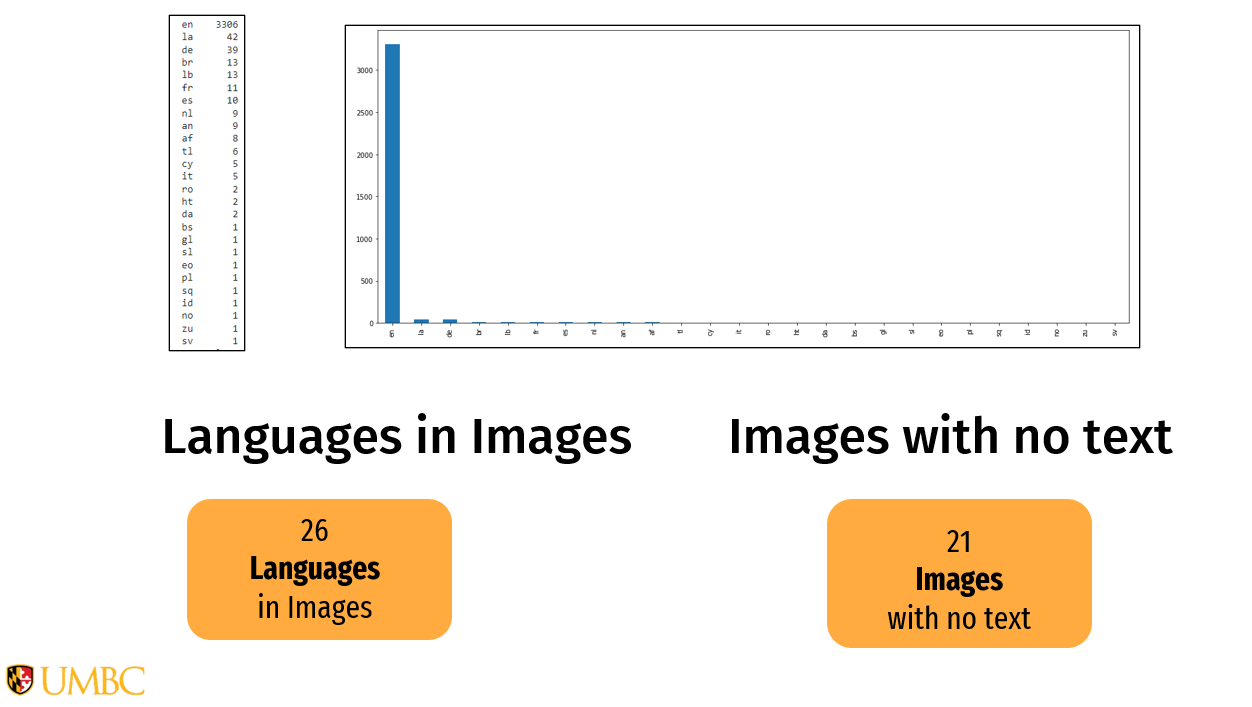 en 3306
la 42
de 39
br 13
lb 13
fr 11
es 10
nl 9
an 9
af 8
tl 6
cy 5
it 5
ro 2
ht 2
da 2
bs 1
gl 1
sl 1
eo 1
pl 1
sq 1
id 1
no 1
zu 1
sv 1
3000
2500
2000
1500
1000
500
0
en la de br lb fr es nl an af tl cy it ro ht da bs gl sl eo pl sq id no zu sv
Languages in Images
Images with no text
26
Languages
in Images
21
Images
with no text
UMBC